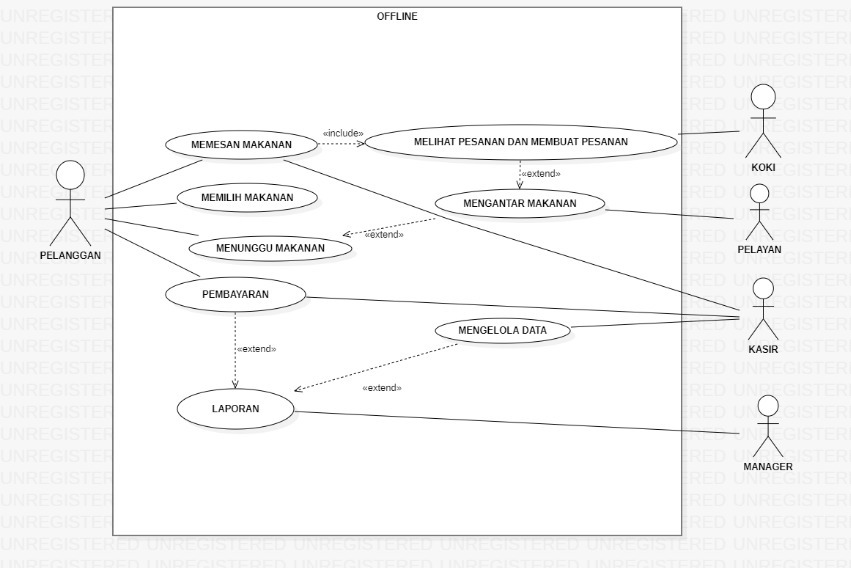 OFFLINE
MEMESAN MAKANAN
«include»
MELIHAT PESANAN DAN MEMBUAT PESANAN
KOKI
«extend»
MEMILIH MAKANAN
MENGANTAR MAKANAN
PELANGGAN
PELAYAN
MENUNGGU MAKANAN
«extend»
PEMBAYARAN
MENGELOLA DATA
KASIR
«extend»
«extend»
LAPORAN
MANAGER
UNREGISTERED UNREGISTERED UNREGISTERED UNREGISTERED UNREGISTERED